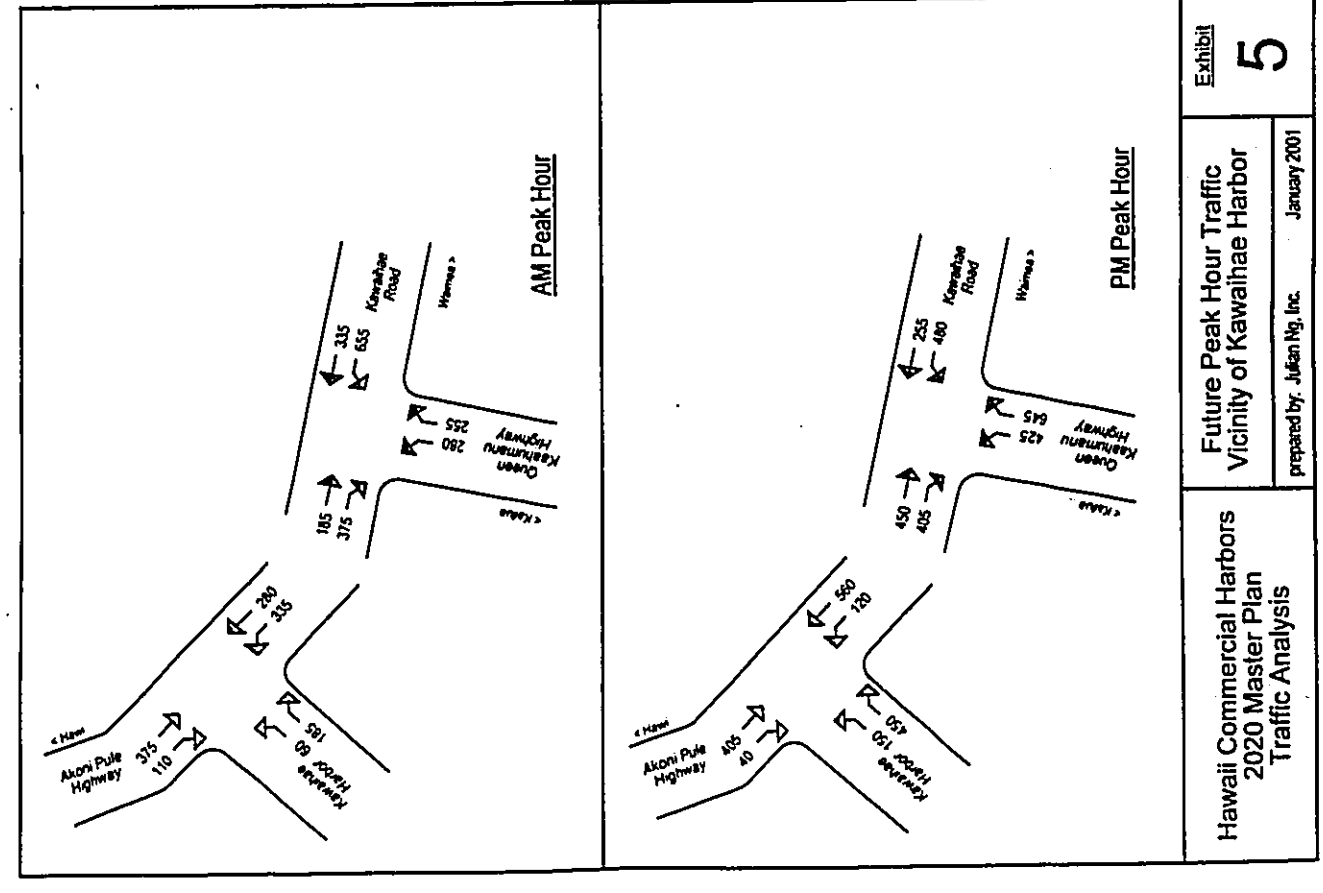 < Hawi
Akoni Pule
Highway
375
110
280
335
60
185
Kawaihae
Harbor
185
375
335
655
Kawaihae
Road
Waimea >
280
255
Queen
Kaahumanu
Highway
< Kailua
AM Peak Hour
< Hawi
Akoni Pule
Highway
405
40
560
120
150
450
Kawaihae
Harbor
450
405
255
480
Kawaihae
Road
Waimea >
425
645
Queen
Kaahumanu
Highway
< Kailua
PM Peak Hour
Hawaii Commercial Harbors
2020 Master Plan
Traffic Analysis
Future Peak Hour Traffic
Vicinity of Kawaihae Harbor
prepared by: Julian Ng, Inc. January 2001
Exhibit
5